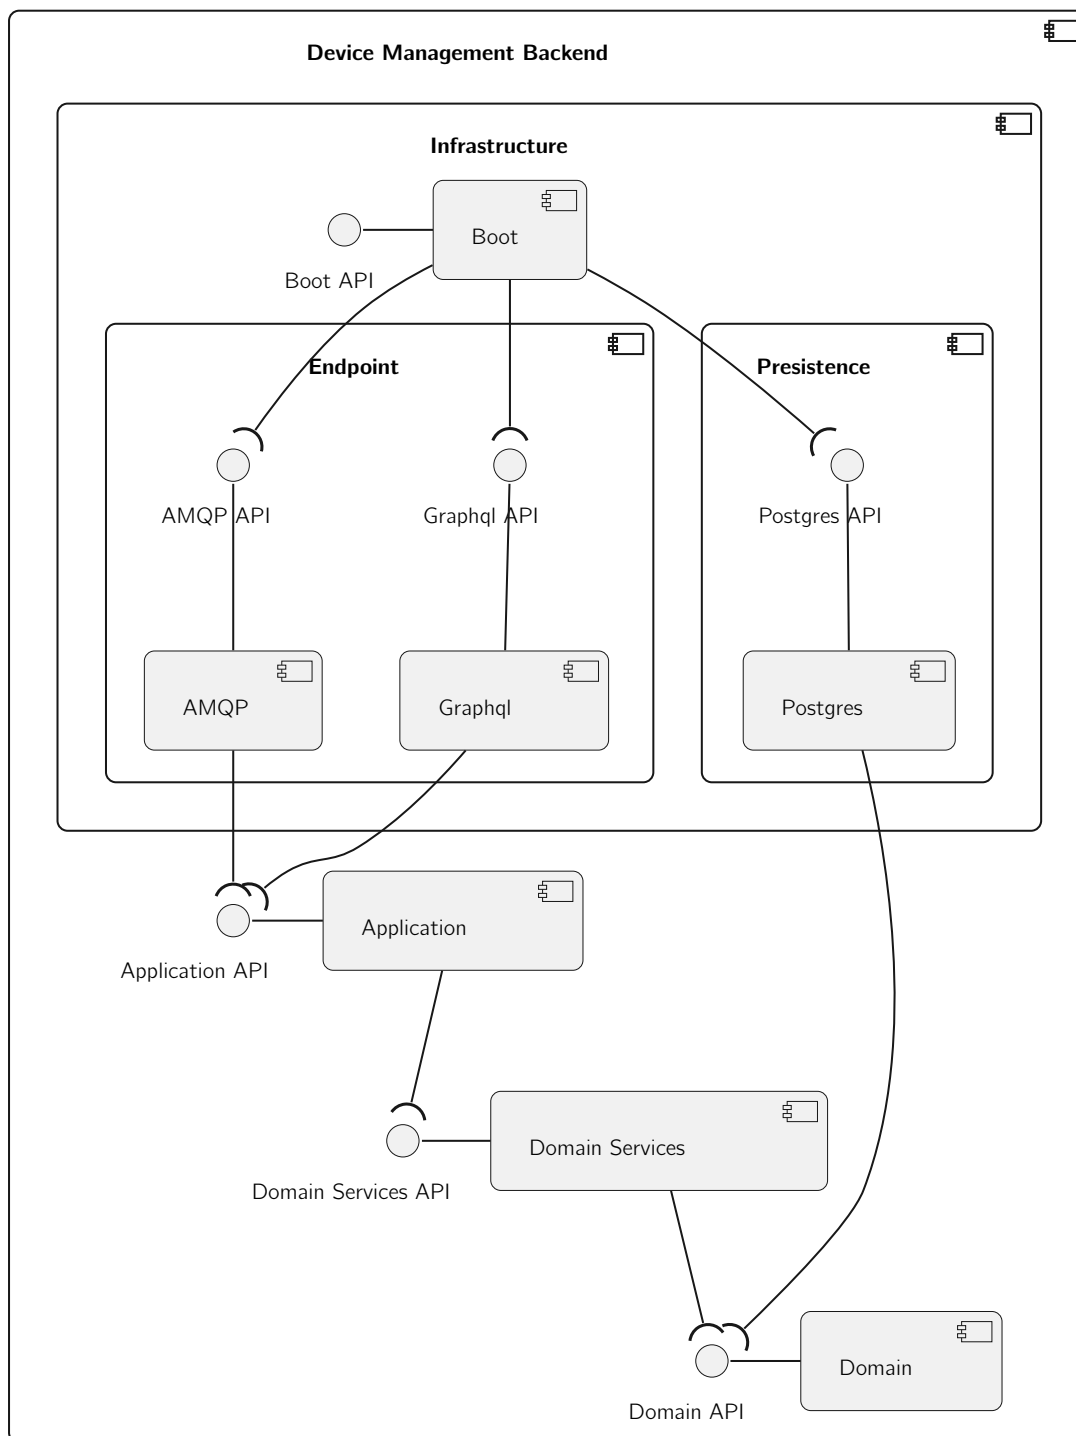 Device Management Backend
Infrastructure
Boot
Boot API
Endpoint
Presistence
AMQP API
Graphql API
Postgres API
AMQP
Graphql
Postgres
Application
Application API
Domain Services
Domain Services API
Domain
Domain API